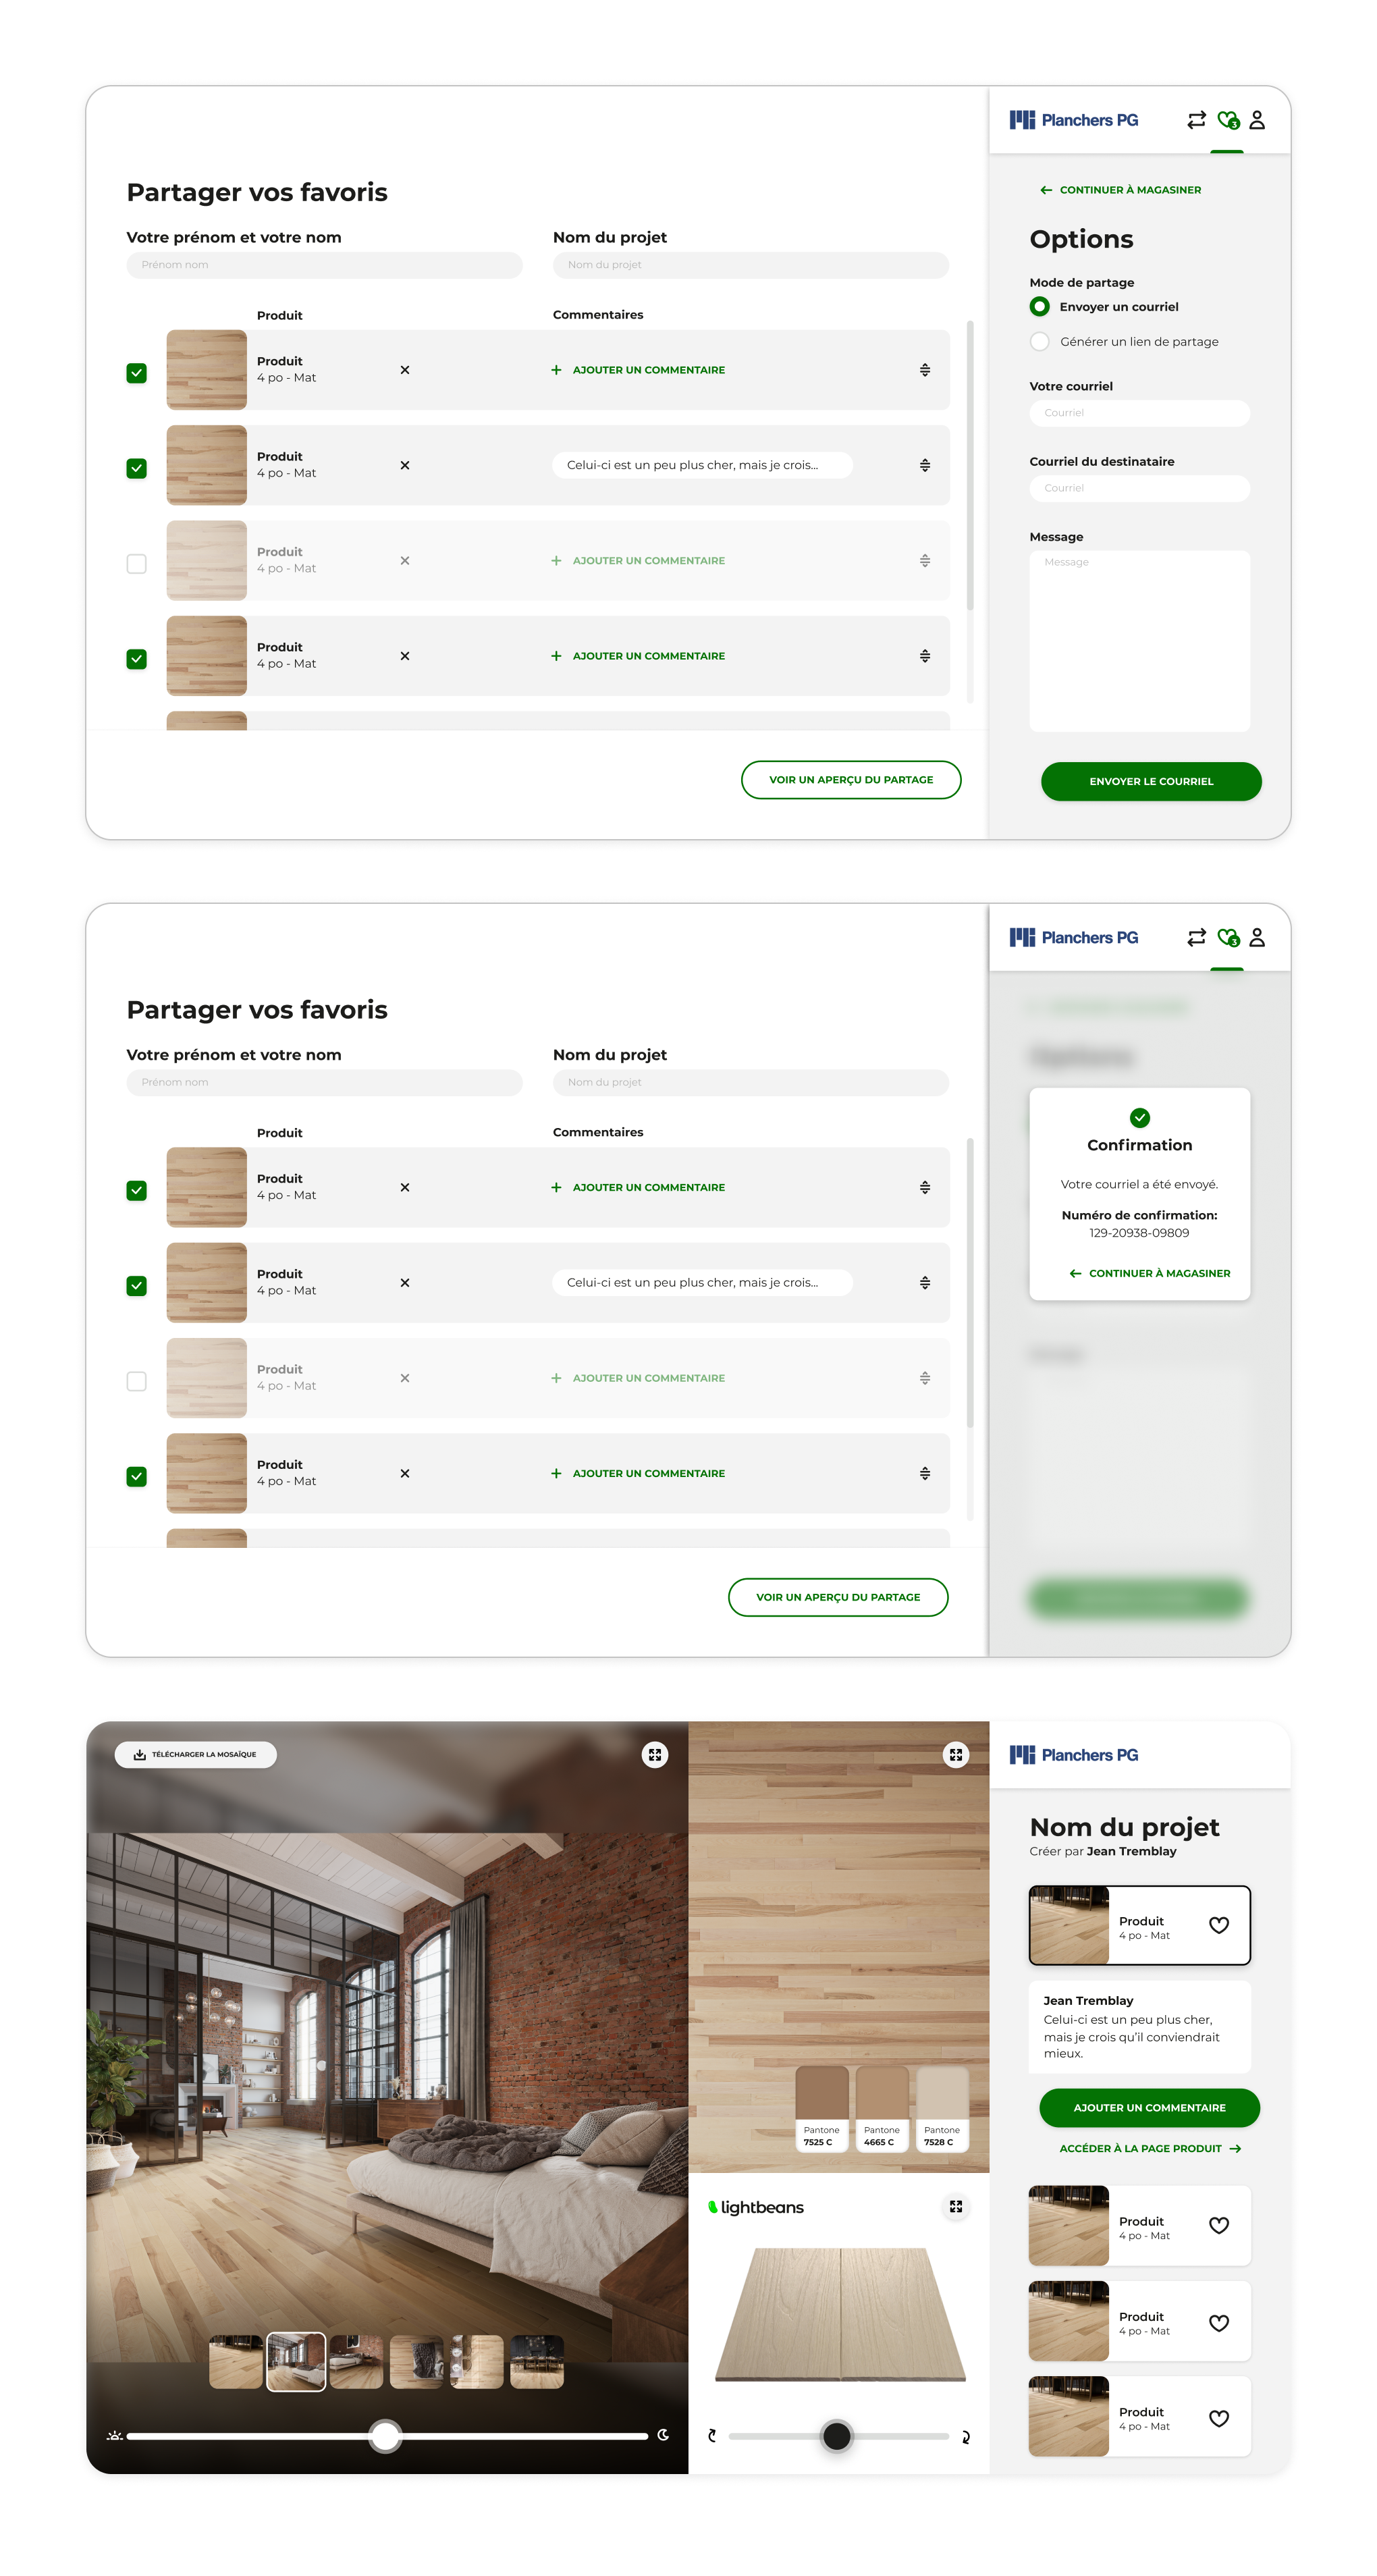 Planchers PG
3
Partager vos favoris
Votre prénom et votre nom
Nom du projet
Prénom nom
Nom du projet
Produit
Commentaires
Produit
4 po - Mat
AJOUTER UN COMMENTAIRE
Produit
4 po - Mat
Celui-ci est un peu plus cher, mais je crois...
Produit
4 po - Mat
AJOUTER UN COMMENTAIRE
Produit
4 po - Mat
AJOUTER UN COMMENTAIRE
VOIR UN APERÇU DU PARTAGE
CONTINUER À MAGASINER
Options
Mode de partage
Envoyer un courriel
Générer un lien de partage
Votre courriel
Courriel
Courriel du destinataire
Courriel
Message
Message
ENVOYER LE COURRIEL
Planchers PG
3
Partager vos favoris
Votre prénom et votre nom
Nom du projet
Prénom nom
Nom du projet
Produit
Commentaires
Produit
4 po - Mat
AJOUTER UN COMMENTAIRE
Produit
4 po - Mat
Celui-ci est un peu plus cher, mais je crois...
Produit
4 po - Mat
AJOUTER UN COMMENTAIRE
Produit
4 po - Mat
AJOUTER UN COMMENTAIRE
VOIR UN APERÇU DU PARTAGE
Confirmation
Votre courriel a été envoyé.
Numéro de confirmation:
129-20938-09809
CONTINUER À MAGASINER
TÉLÉCHARGER LA MOSAÏQUE
Pantone
7525 C
Pantone
4665 C
Pantone
7528 C
lightbeans
Planchers PG
Nom du projet
Créer par Jean Tremblay
Produit
4 po - Mat
Jean Tremblay
Celui-ci est un peu plus cher,
mais je crois qu'il conviendrait
mieux.
AJOUTER UN COMMENTAIRE
ACCÉDER À LA PAGE PRODUIT
Produit
4 po - Mat
Produit
4 po - Mat
Produit
4 po - Mat